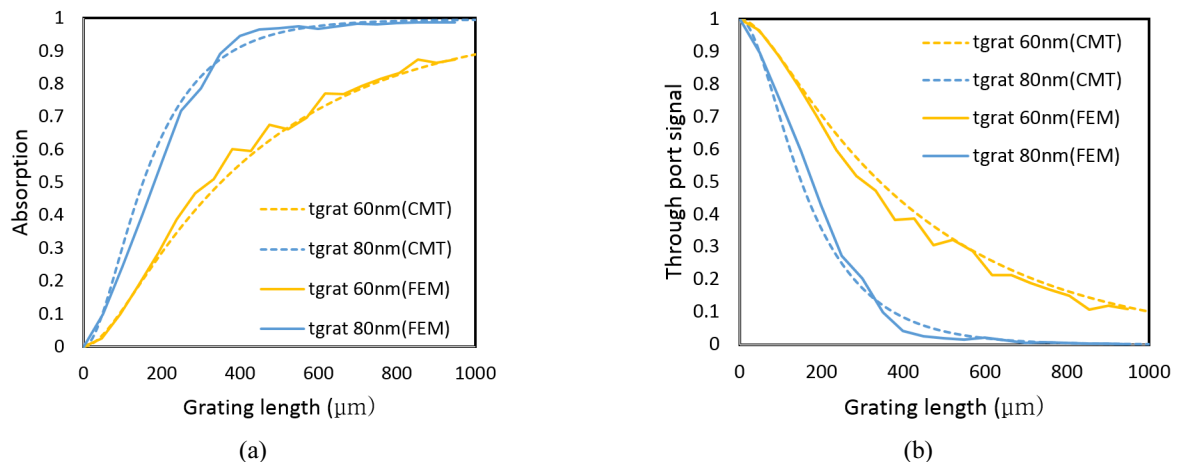 1
0.9
0.8
0.7
0.6
0.5
0.4
0.3
0.2
0.1
0
Absorption
tgrat 60nm(CMT)
tgrat 80nm(CMT)
tgrat 60nm(FEM)
tgrat 80nm(FEM)
0 200 400 600 800 1000
Grating length (μm)
(a)
1
0.9
0.8
0.7
0.6
0.5
0.4
0.3
0.2
0.1
0
Through port signal
tgrat 60nm(CMT)
tgrat 80nm(CMT)
tgrat 60nm(FEM)
tgrat 80nm(FEM)
0 200 400 600 800 1000
Grating length (μm)
(b)